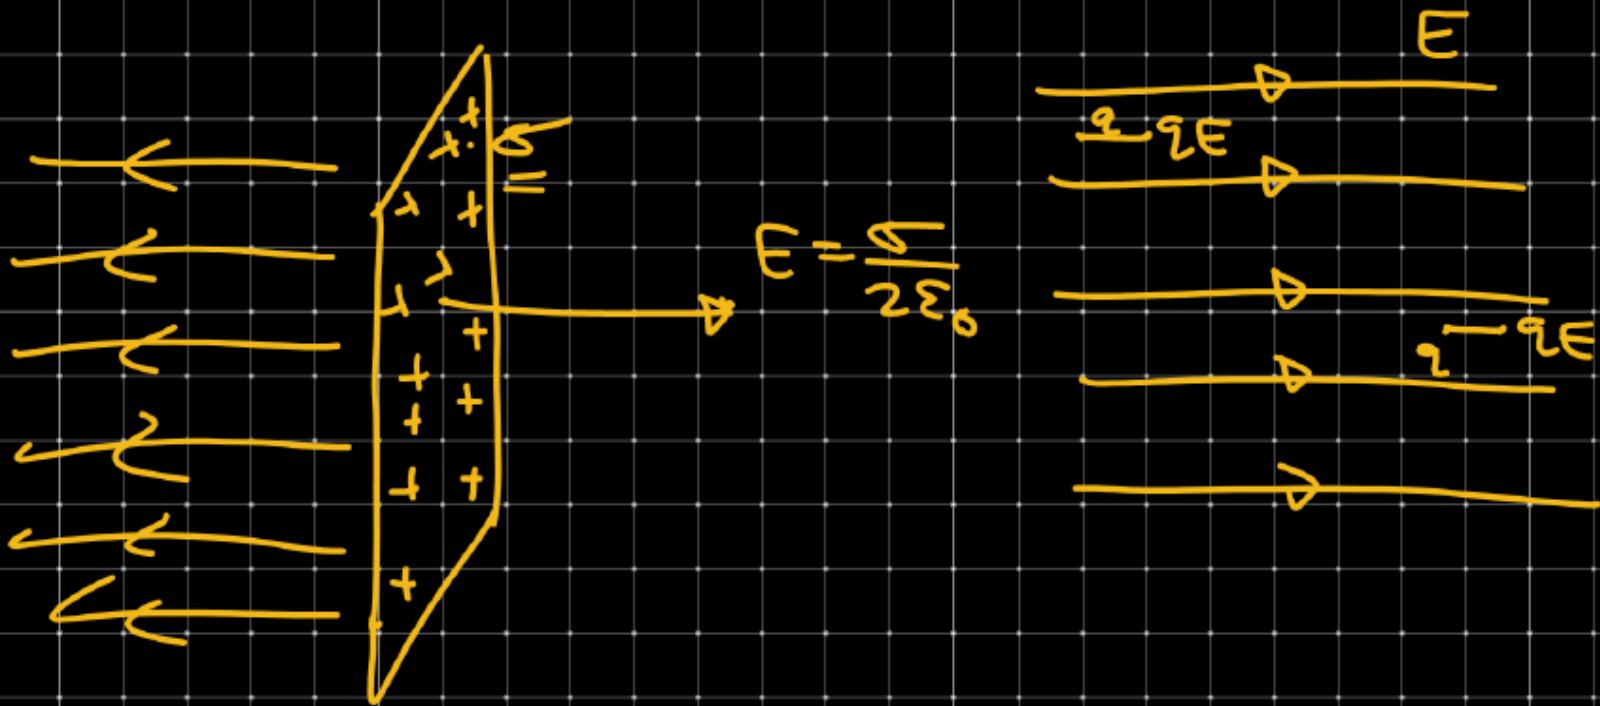 E
q qE
σ
E = σ / 2ε₀
q qE
+ + + + + + + + + +